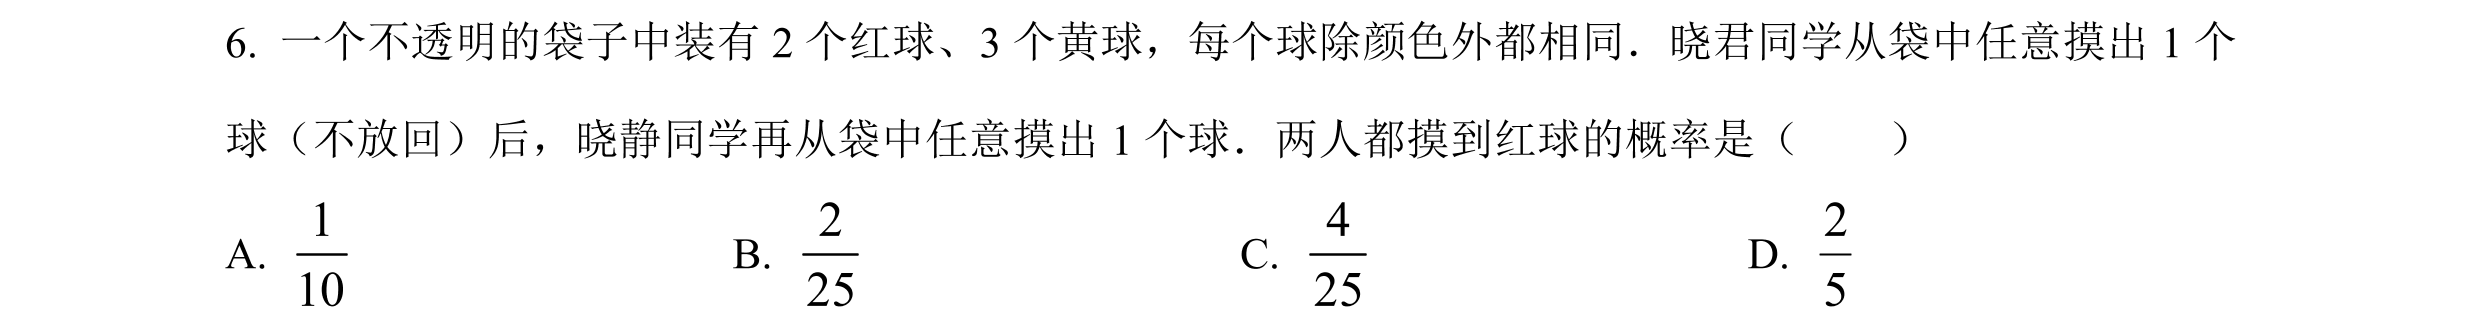 6. 一个不透明的袋子中装有 2 个红球、3 个黄球，每个球除颜色外都相同．晓君同学从袋中任意摸出 1 个
球（不放回）后，晓静同学再从袋中任意摸出 1 个球．两人都摸到红球的概率是（　　）
A. 1/10 B. 2/25 C. 4/25 D. 2/5